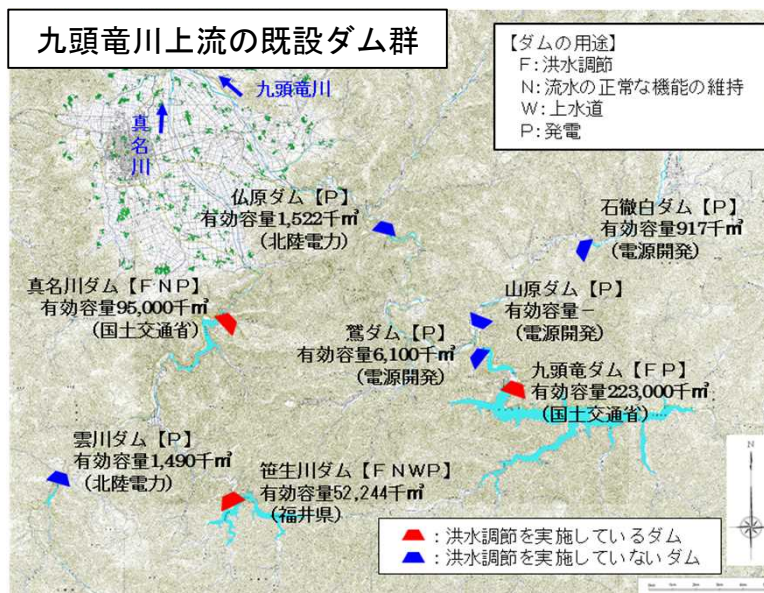 九頭竜川上流の既設ダム群
【ダムの用途】
F:洪水調節
N:流水の正常な機能の維持
W:上水道
P:発電
九頭竜川
真名川
仏原ダム【P】
有効容量1,522千㎥
(北陸電力)
石徹白ダム【P】
有効容量917千㎥
(電源開発)
真名川ダム【FNP】
有効容量95,000千㎥
(国土交通省)
山原ダム【P】
有効容量－
(電源開発)
鷲ダム【P】
有効容量6,100千㎥
(電源開発)
九頭竜ダム【FP】
有効容量223,000千㎥
(国土交通省)
雲川ダム【P】
有効容量1,490千㎥
(北陸電力)
笹生川ダム【FNWP】
有効容量52,244千㎥
(福井県)
N
:洪水調節を実施しているダム
:洪水調節を実施していないダム